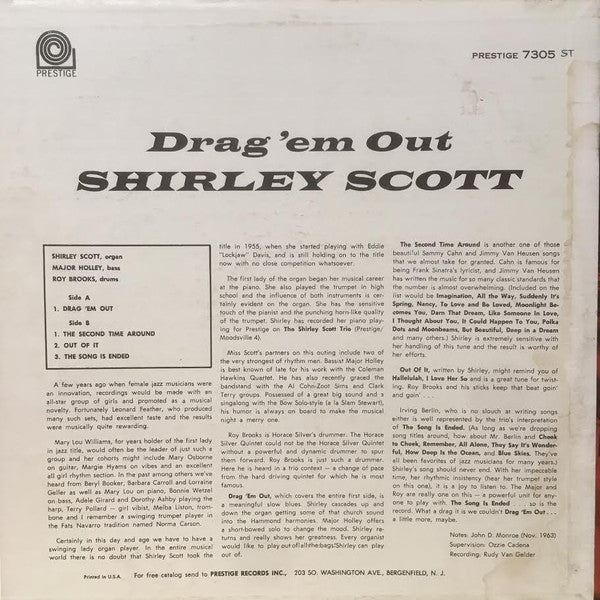 PRESTIGE
PRESTIGE 7305 ST
Drag 'em Out
SHIRLEY SCOTT
SHIRLEY SCOTT, organ
MAJOR HOLLEY, bass
ROY BROOKS, drums
Side A
1. DRAG 'EM OUT
Side B
1. THE SECOND TIME AROUND
2. OUT OF IT
3. THE SONG IS ENDED
A few years ago when female jazz musicians were
an innovation, recordings would be made with an
all-star group of girls and promoted as a musical
novelty. Fortunately Leonard Feather, who produced
many such sets, had excellent taste and the results
were musically quite rewarding.
Mary Lou Williams, for years holder of the first lady
in jazz title, would often be the leader of just such a
group and the others might include Mary Osborne
on guitar, Margie Hyams on vibes and an excellent
all girl rhythm section. In the past among others we've
heard from Beryl Booker, Barbara Carroll and Lorraine
Geller as well as Mary Lou on piano, Bonnie Wetzel
on bass, Adele Girard and Dorothy Ashby playing the
harp, Terry Pollard — girl vibist, Melba Liston, trom-
bone and I remember a swinging trumpet player in
the Fats Navarro tradition named Norma Carson.
Certainly in this day and age we have to have a
swinging lady organ player. In the entire musical
world there is no doubt that Shirley Scott took the
title in 1955, when she started playing with Eddie
"Lockjaw" Davis, and is still holding on to the title
now with no close competition whatsoever.
The first lady of the organ began her musical career
at the piano. She also played the trumpet in high
school and the influence of both instruments is cer-
tainly evident on the organ. She has the sensitive
touch of the pianist and the punching horn-like quality
of the trumpet. Shirley has recorded her piano play-
ing for Prestige on The Shirley Scott Trio (Prestige/
Moodsville 4).
Miss Scott's partners on this outing include two of
the very strongest of rhythm men. Bassist Major Holley
is best known of late for his work with the Coleman
Hawkins Quartet. He has also recently graced the
bandstand with the Al Cohn-Zoot Sims and Clark
Terry groups. Possessed of a great big sound and a
singalong with the Bow Solo-style (a la Slam Stewart),
his humor is always on board to make the musical
night a merry one.
Roy Brooks is Horace Silver's drummer. The Horace
Silver Quintet could not be the Horace Silver Quintet
without a powerful and dynamic drummer to spur
them forward. Roy Brooks is just such a drummer.
Here he is heard in a trio context — a change of pace
from the hard driving quintet for which he is most
famous.
Drag 'Em Out, which covers the entire first side, is
a meaningful slow blues. Shirley cascades up and
down the organ getting some of that church sound
into the Hammond harmonies. Major Holley offers
a short-bowed solo to change the mood. Shirley re-
turns and really shows her greatness. Every organist
would like to play out of all the bags Shirley can play
out of.
The Second Time Around is another one of those
beautiful Sammy Cahn and Jimmy Van Heusen songs
that we almost take for granted. Cahn is famous for
being Frank Sinatra's lyricist, and Jimmy Van Heusen
has written the music for so many classic standards that
the number is almost overwhelming. (Included on the
list would be Imagination, All the Way, Suddenly It's
Spring, Nancy, To Love and Be Loved, Moonlight Be-
comes You, Darn That Dream, Like Someone In Love,
I Thought About You, It Could Happen To You, Polka
Dots and Moonbeams, But Beautiful, Deep in a Dream
and many others.) Shirley is extremely sensitive with
her handling of this tune and the result is worthy of
her efforts.
Out Of It, written by Shirley, might remind you of
Hallelujah, I Love Her So and is a great tune for twist-
ing. Roy Brooks and his sticks keep that beat goin'
and goin' . . .
Irving Berlin, who is no slouch at writing songs
either is well represented by the trio's interpretation
of The Song Is Ended. (As long as we're dropping
song titles around, how about Mr. Berlin and Cheek
to Cheek, Remember, All Alone, They Say It's Wonder-
ful, How Deep Is the Ocean, and Blue Skies. They've
all been favorites of jazz musicians for many years.)
Shirley's song should never end. With her impeccable
time, her rhythmic insistency (hear her trumpet style
on this one), it is a joy to listen to. The Major and
Roy are really one on this — a powerful unit for any-
one to take on. The Song Is Ended . . . so is the
record. What a drag it is we couldn't Drag 'Em Out . . .
a little more, maybe.
Notes: John D. Monroe (Nov. 1963)
Supervision: Ozzie Cadena
Recording: Rudy Van Gelder
Printed in U.S.A.
For free catalog send to PRESTIGE RECORDS INC., 203 SO. WASHINGTON AVE., BERGENFIELD, N. J.